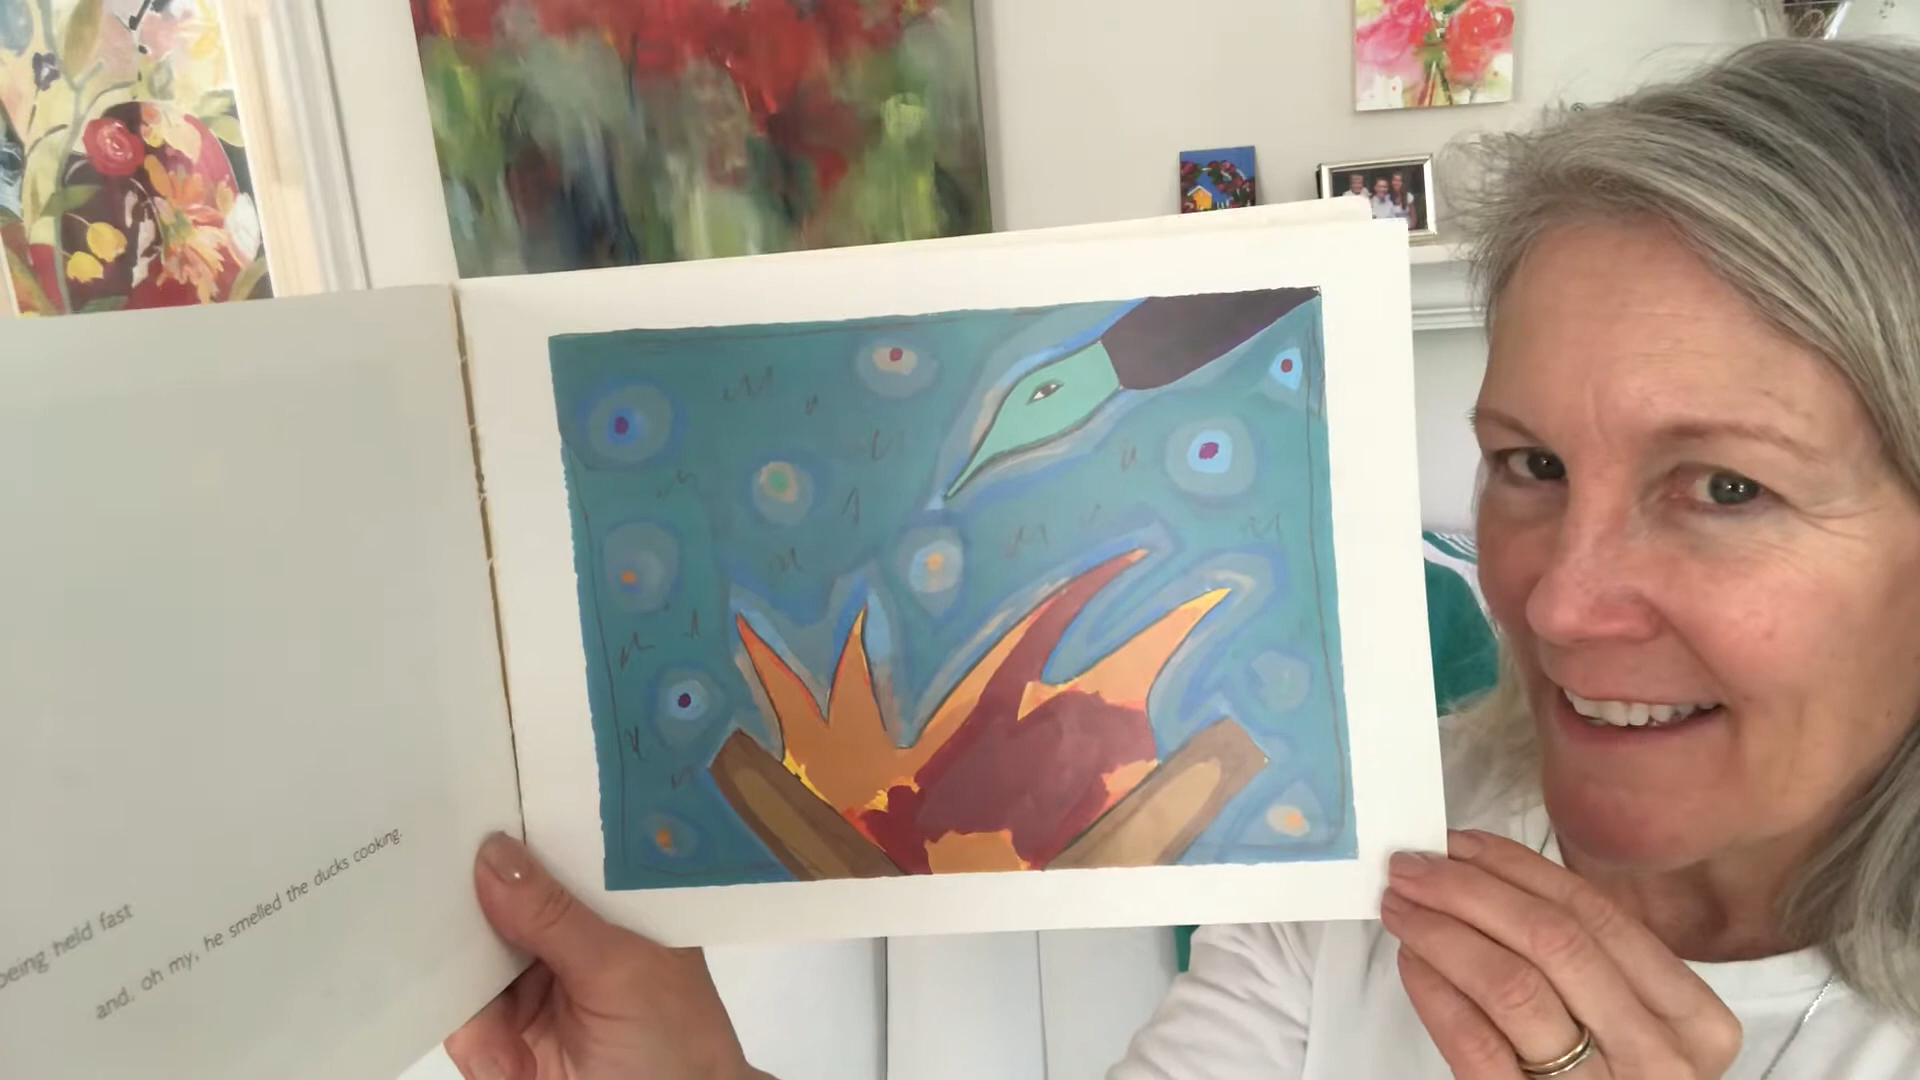 being held fast
and, oh my, he smelled the ducks cooking.